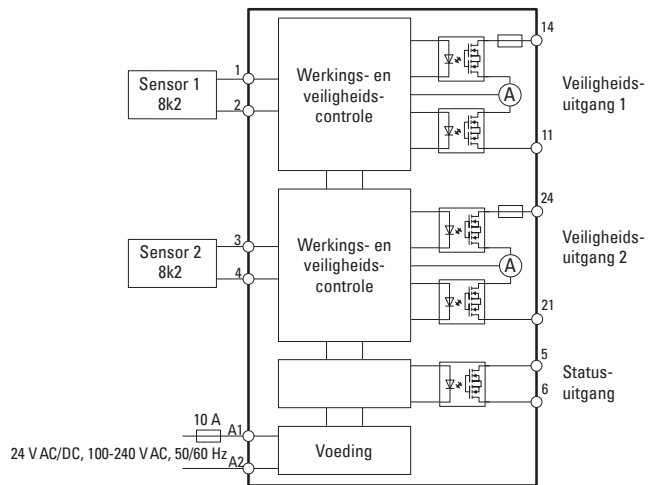 14
1
Sensor 1
8k2
2
Werkings- en
veiligheids-
controle
A
Veiligheids-
uitgang 1
11
24
3
Sensor 2
8k2
4
Werkings- en
veiligheids-
controle
A
Veiligheids-
uitgang 2
21
5
6
Status-
uitgang
10 A
A1
24 V AC/DC, 100-240 V AC, 50/60 Hz
A2
Voeding